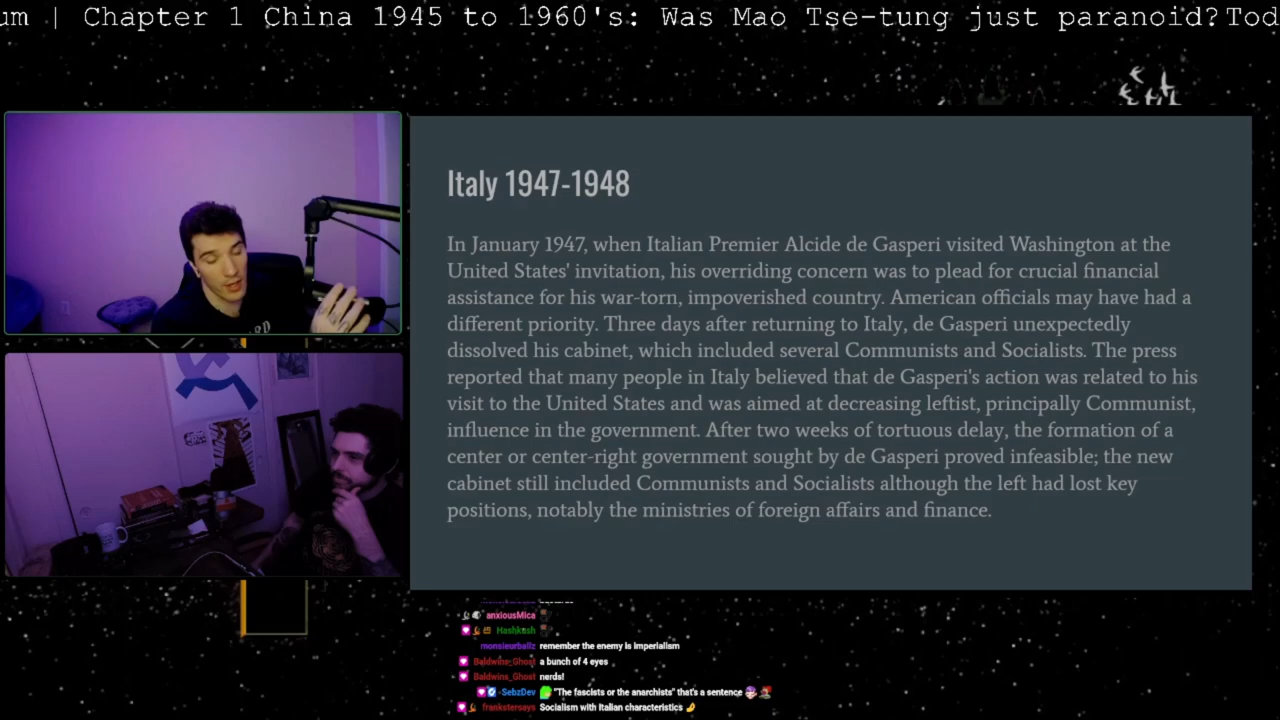 um | Chapter 1 China 1945 to 1960's: Was Mao Tse-tung just paranoid? Tod
Italy 1947-1948
In January 1947, when Italian Premier Alcide de Gasperi visited Washington at the
United States' invitation, his overriding concern was to plead for crucial financial
assistance for his war-torn, impoverished country. American officials may have had a
different priority. Three days after returning to Italy, de Gasperi unexpectedly
dissolved his cabinet, which included several Communists and Socialists. The press
reported that many people in Italy believed that de Gasperi's action was related to his
visit to the United States and was aimed at decreasing leftist, principally Communist,
influence in the government. After two weeks of tortuous delay, the formation of a
center or center-right government sought by de Gasperi proved infeasible; the new
cabinet still included Communists and Socialists although the left had lost key
positions, notably the ministries of foreign affairs and finance.
anxiousMica
Hashkash
monsieurballz remember the enemy is imperialism
Baldwins_Ghost a bunch of 4 eyes
Baldwins_Ghost nerds!
-SebzDev "The fascists or the anarchists" that's a sentence
frankstersays Socialism with Italian characteristics